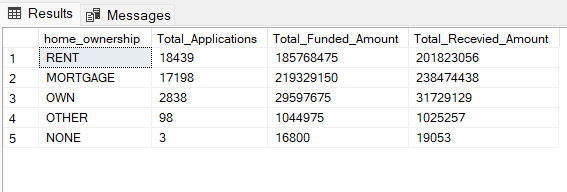 Results Messages
home_ownership Total_Applications Total_Funded_Amount Total_Recevied_Amount
1 RENT 18439 185768475 201823056
2 MORTGAGE 17198 219329150 238474438
3 OWN 2838 29597675 31729129
4 OTHER 98 1044975 1025257
5 NONE 3 16800 19053